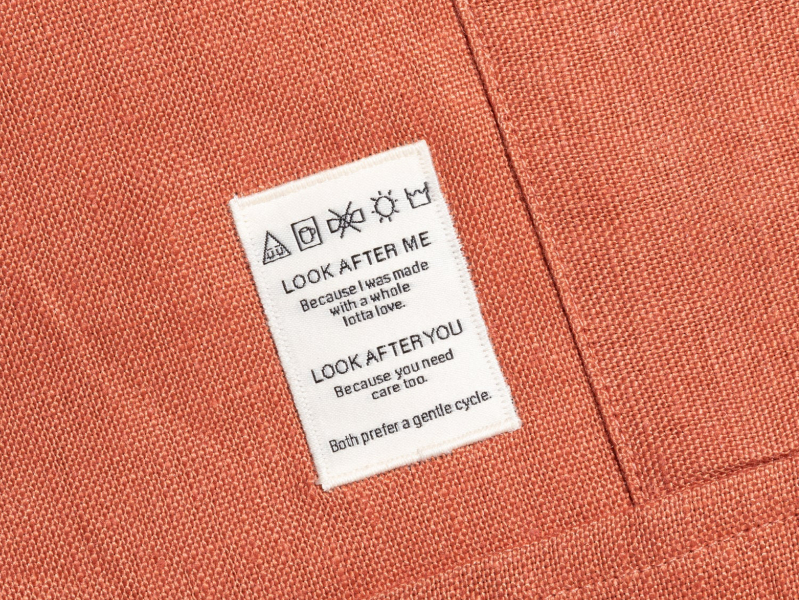 LOOK AFTER ME
Because I was made
with a whole
lotta love.
LOOK AFTER YOU
Because you need
care too.
Both prefer a gentle cycle.